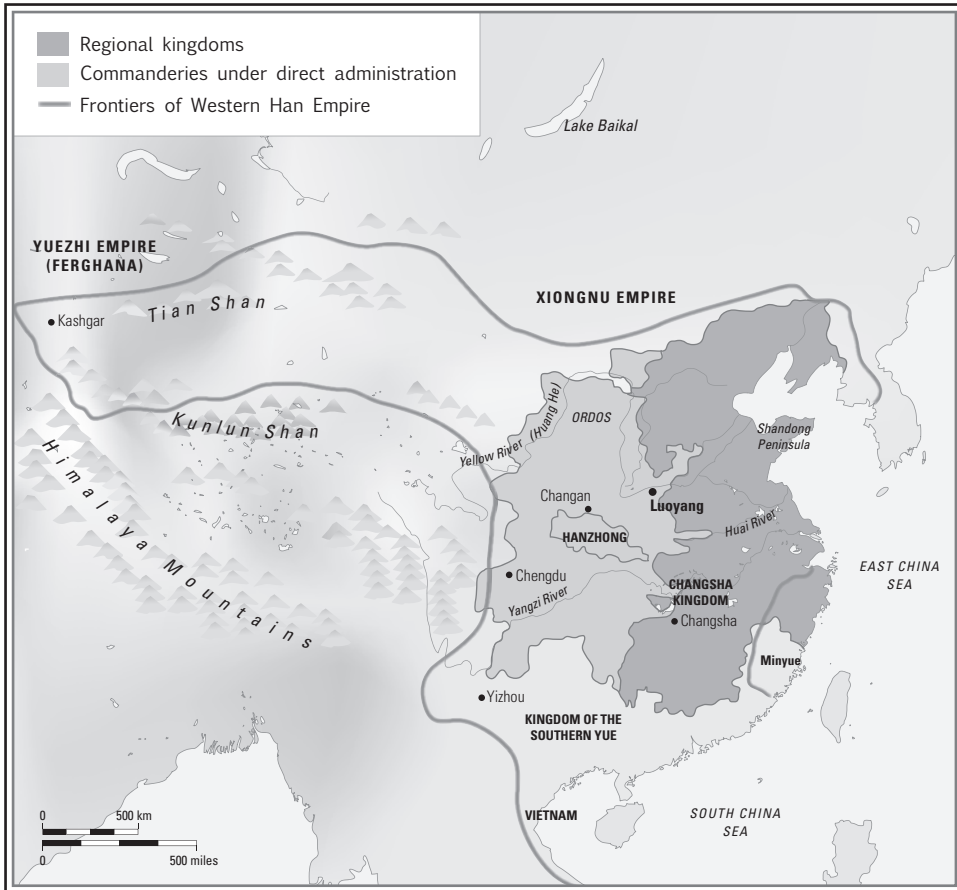 Regional kingdoms
Commanderies under direct administration
Frontiers of Western Han Empire
Lake Baikal
YUEZHI EMPIRE
(FERGHANA)
Tian Shan
Kashgar
XIONGNU EMPIRE
Kunlun Shan
Himalaya Mountains
Yellow River (Huang He)
ORDOS
Shandong
Peninsula
Changan
Luoyang
HANZHONG
Huai River
Chengdu
Yangzi River
CHANGSHA
KINGDOM
Changsha
EAST CHINA
SEA
Minyue
Yizhou
KINGDOM OF THE
SOUTHERN YUE
VIETNAM
SOUTH CHINA
SEA
0 500 km
0 500 miles